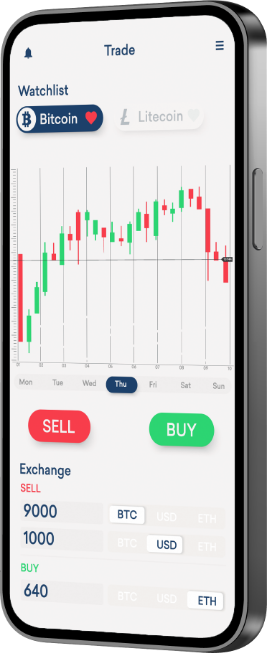 Trade
Watchlist
Bitcoin Litecoin
Mon Tue Wed Thu Fri Sat Sun
SELL BUY
Exchange
SELL
9000 BTC USD ETH
1000 BTC USD ETH
BUY
640 BTC USD ETH